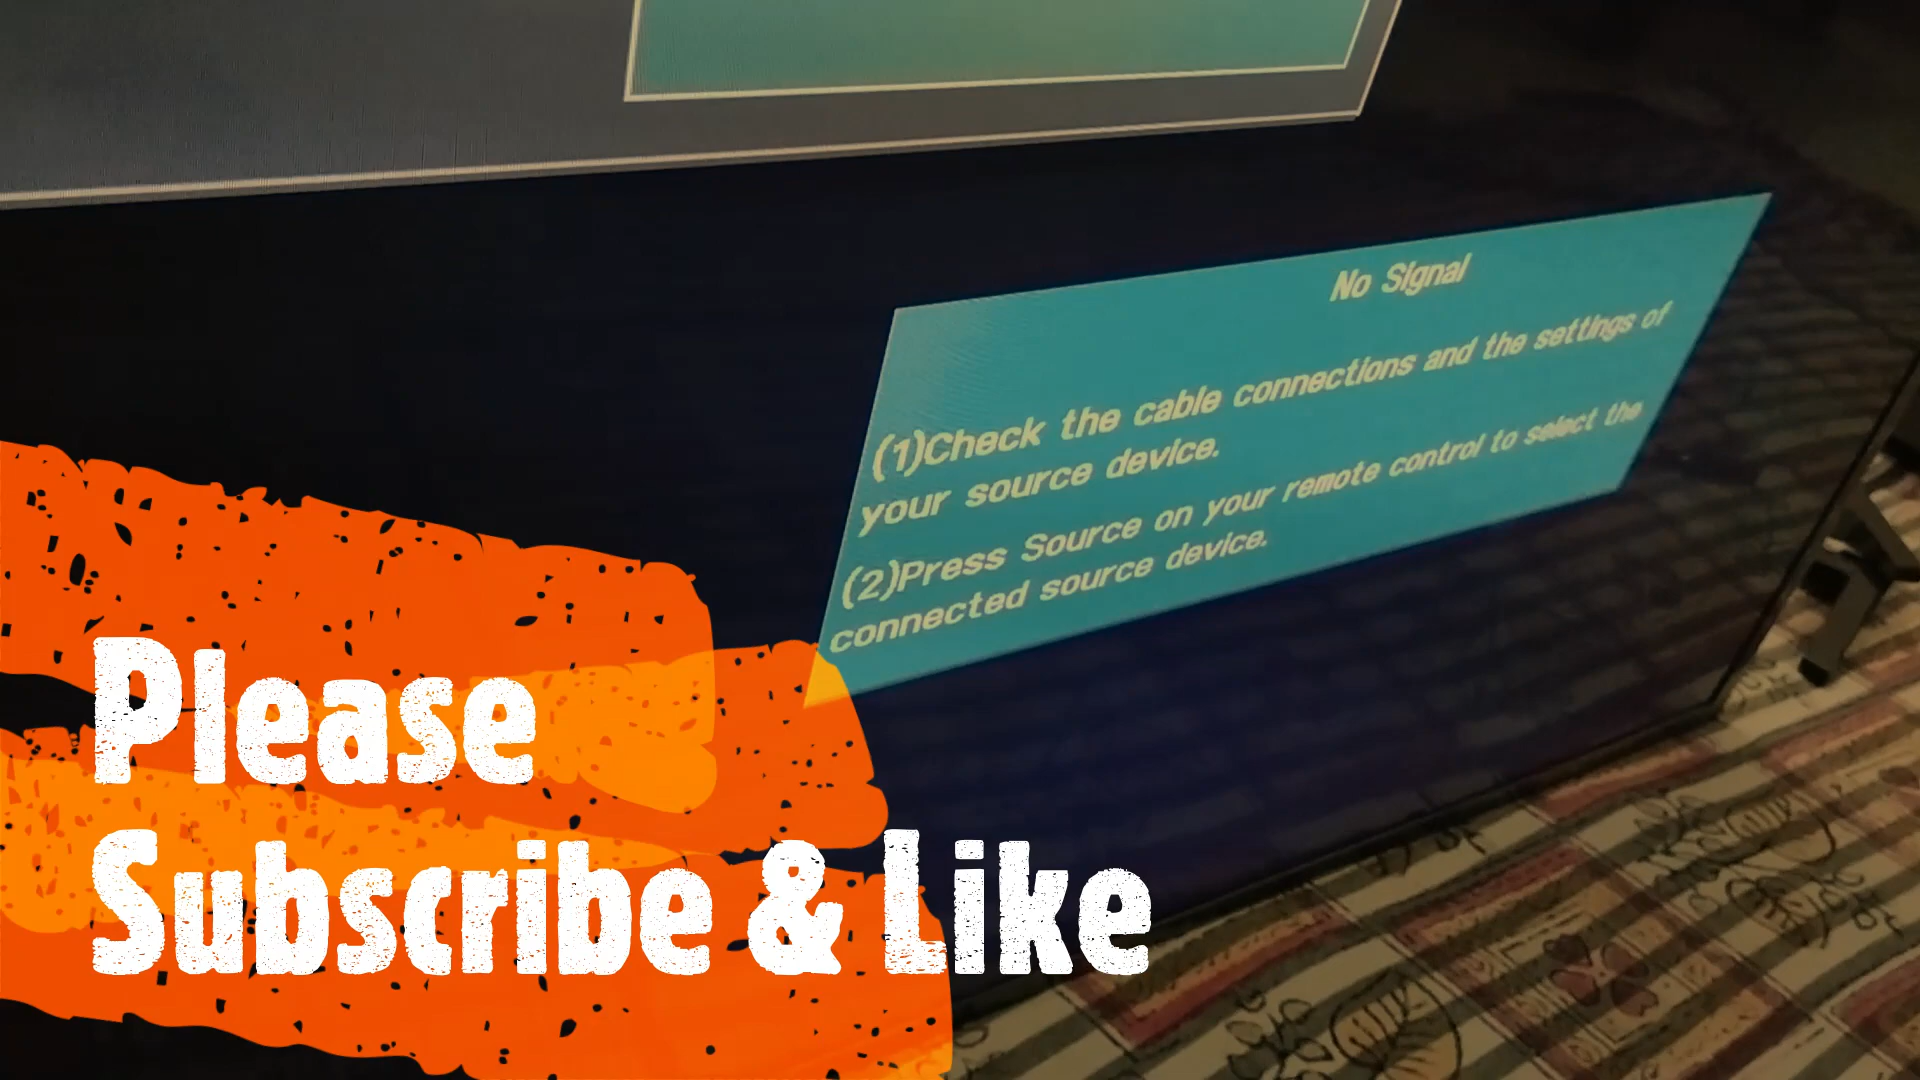 No Signal
(1)Check the cable connections and the settings of
your source device.
(2)Press Source on your remote control to select the
connected source device.
Please
Subscribe & Like